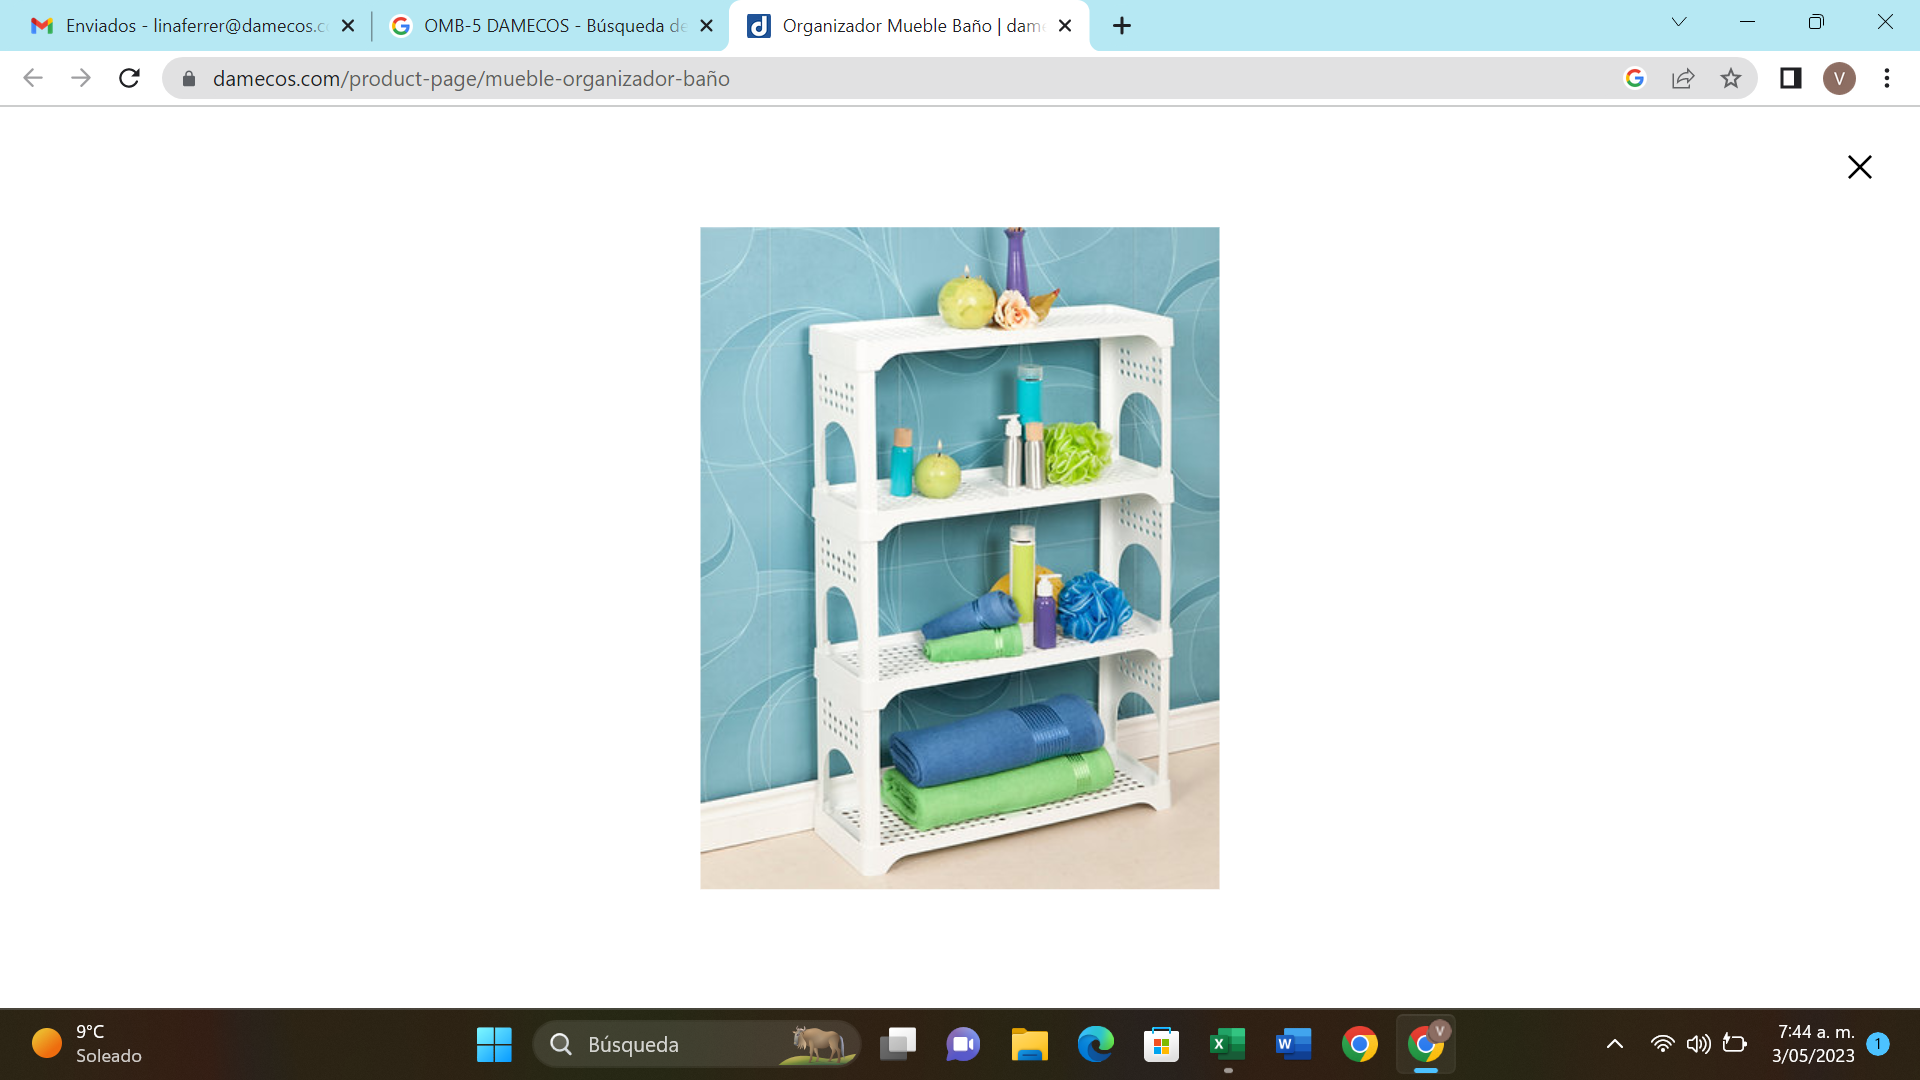 Enviados - linaferrer@damecos.c
OMB-5 DAMECOS - Búsqueda de
Organizador Mueble Baño | dam
damecos.com/product-page/mueble-organizador-baño
V
9°C
Soleado
Búsqueda
V
7:44 a. m.
3/05/2023
1